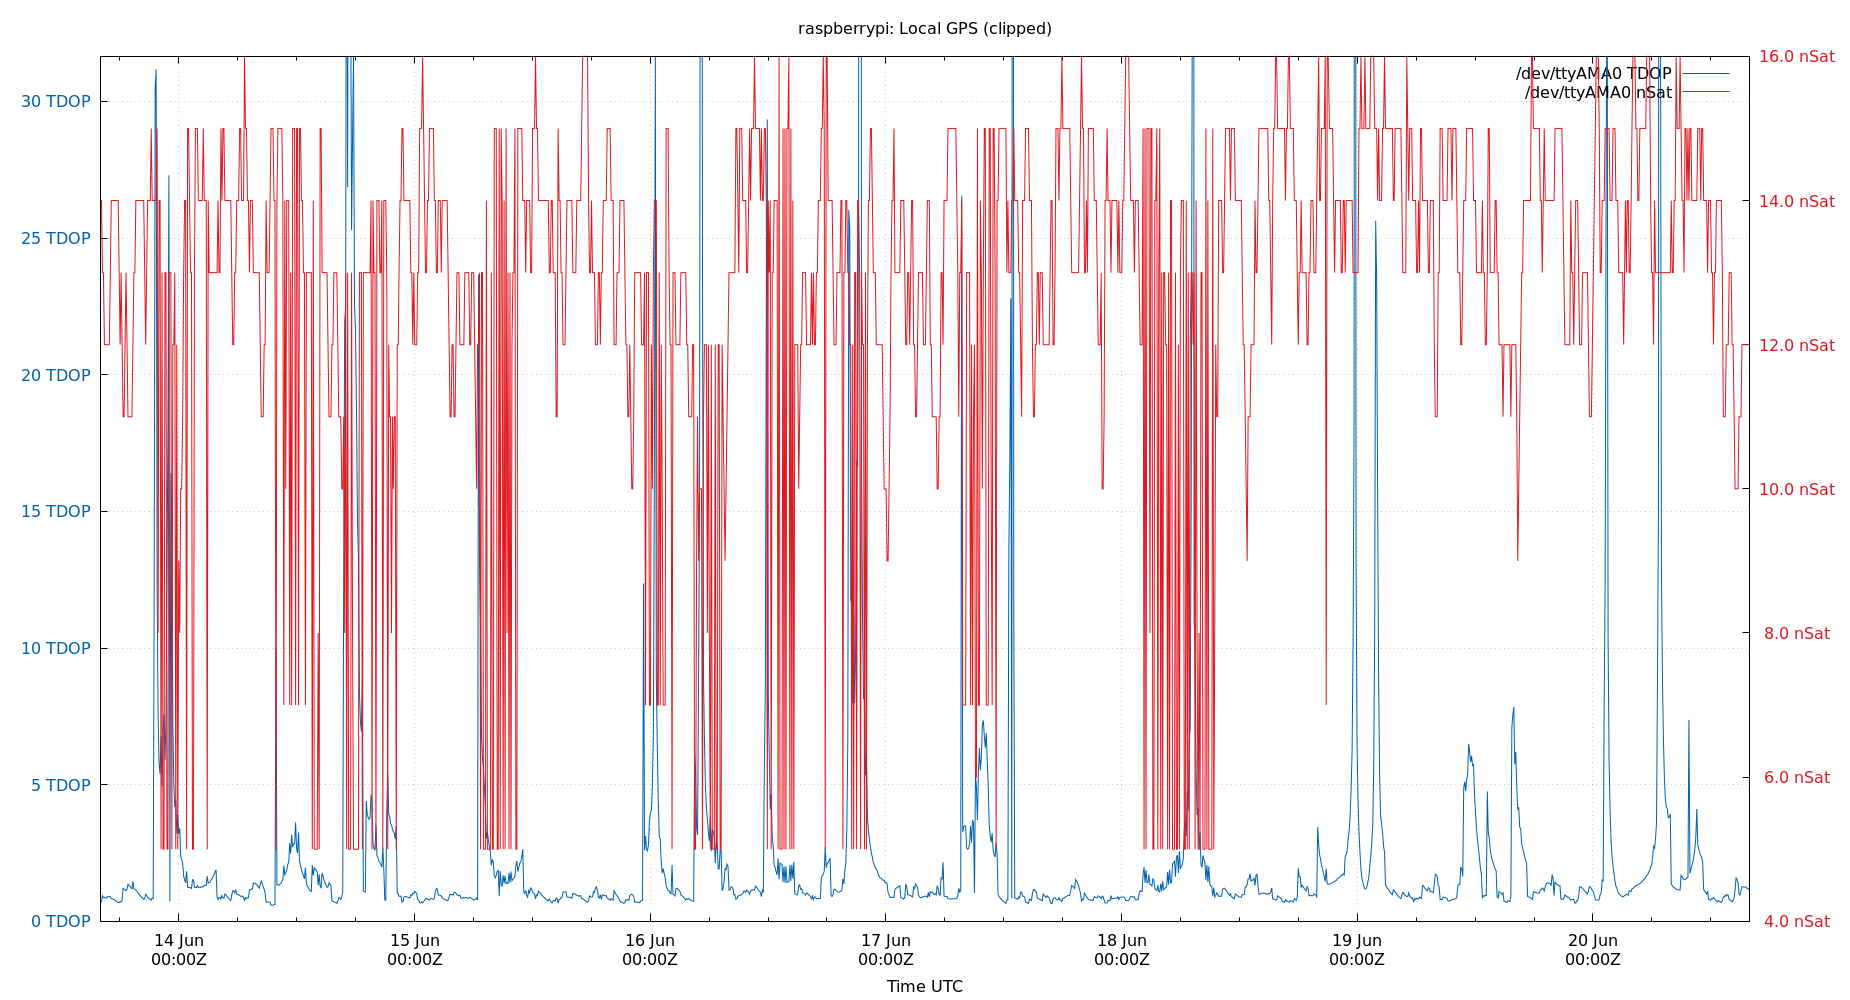 raspberrypi: Local GPS (clipped)
16.0 nSat
/dev/ttyAMA0 TDOP
/dev/ttyAMA0 nSat
30 TDOP
14.0 nSat
25 TDOP
12.0 nSat
20 TDOP
10.0 nSat
15 TDOP
8.0 nSat
10 TDOP
6.0 nSat
5 TDOP
0 TDOP
4.0 nSat
14 Jun 15 Jun 16 Jun 17 Jun 18 Jun 19 Jun 20 Jun
00:00Z 00:00Z 00:00Z 00:00Z 00:00Z 00:00Z 00:00Z
Time UTC